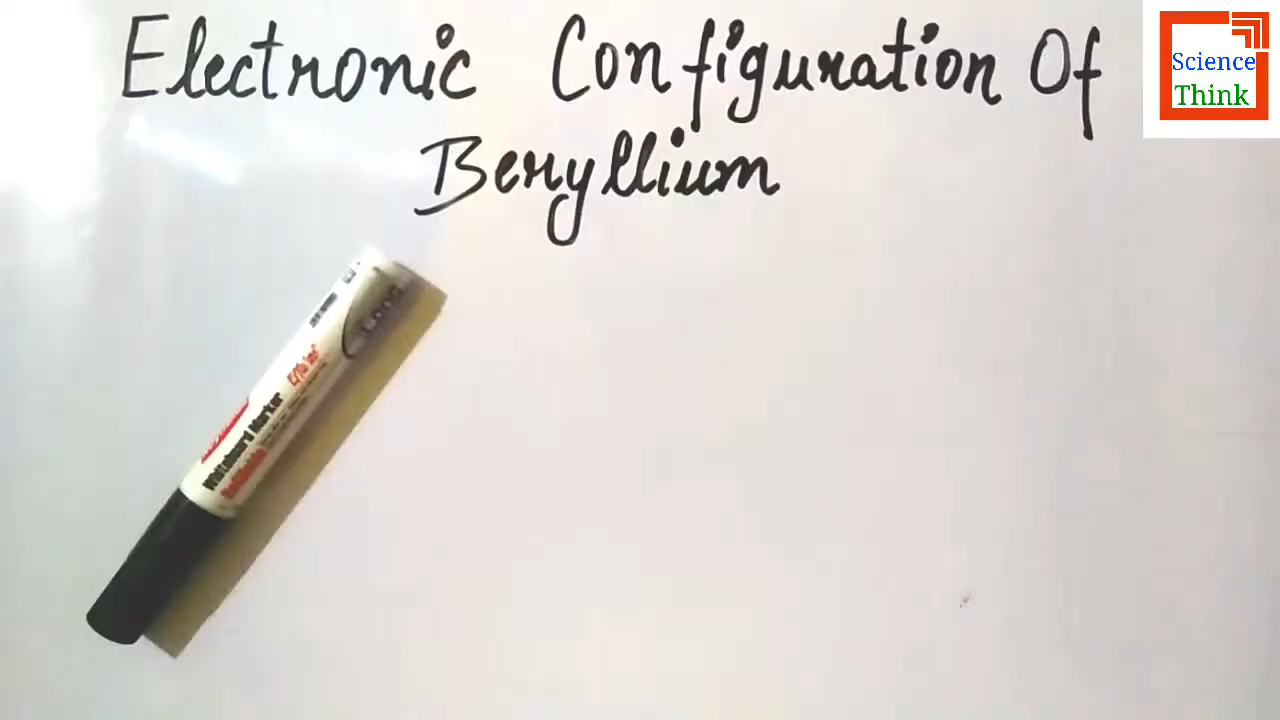 Electronic Configuration Of
Beryllium
Science
Think
Whiteboard Marker